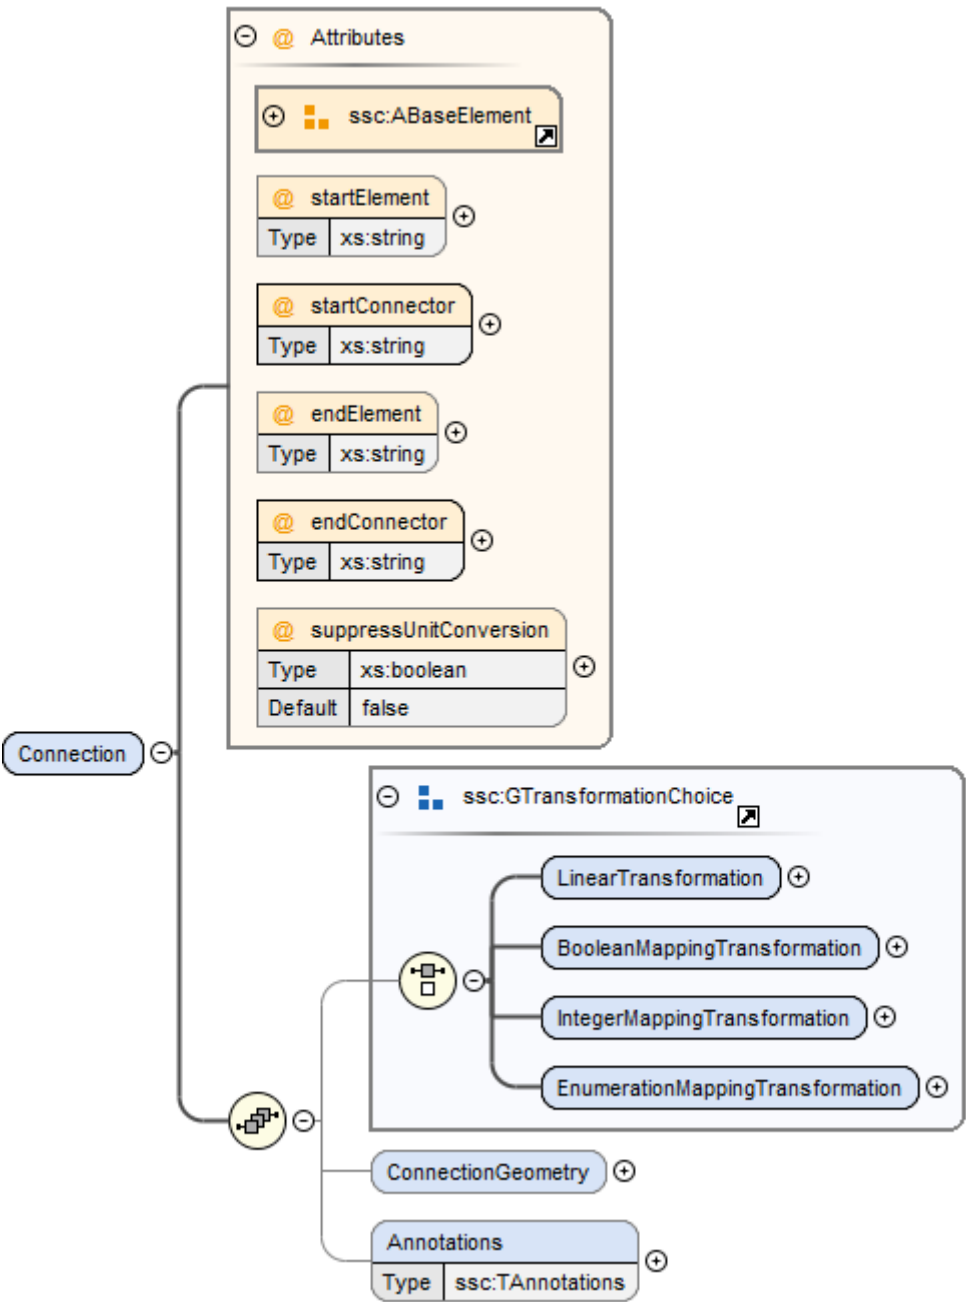 @ Attributes
ssc:ABaseElement
@ startElement
Type xs:string
@ startConnector
Type xs:string
@ endElement
Type xs:string
@ endConnector
Type xs:string
@ suppressUnitConversion
Type xs:boolean
Default false
Connection
ssc:GTransformationChoice
LinearTransformation
BooleanMappingTransformation
IntegerMappingTransformation
EnumerationMappingTransformation
ConnectionGeometry
Annotations
Type ssc:TAnnotations